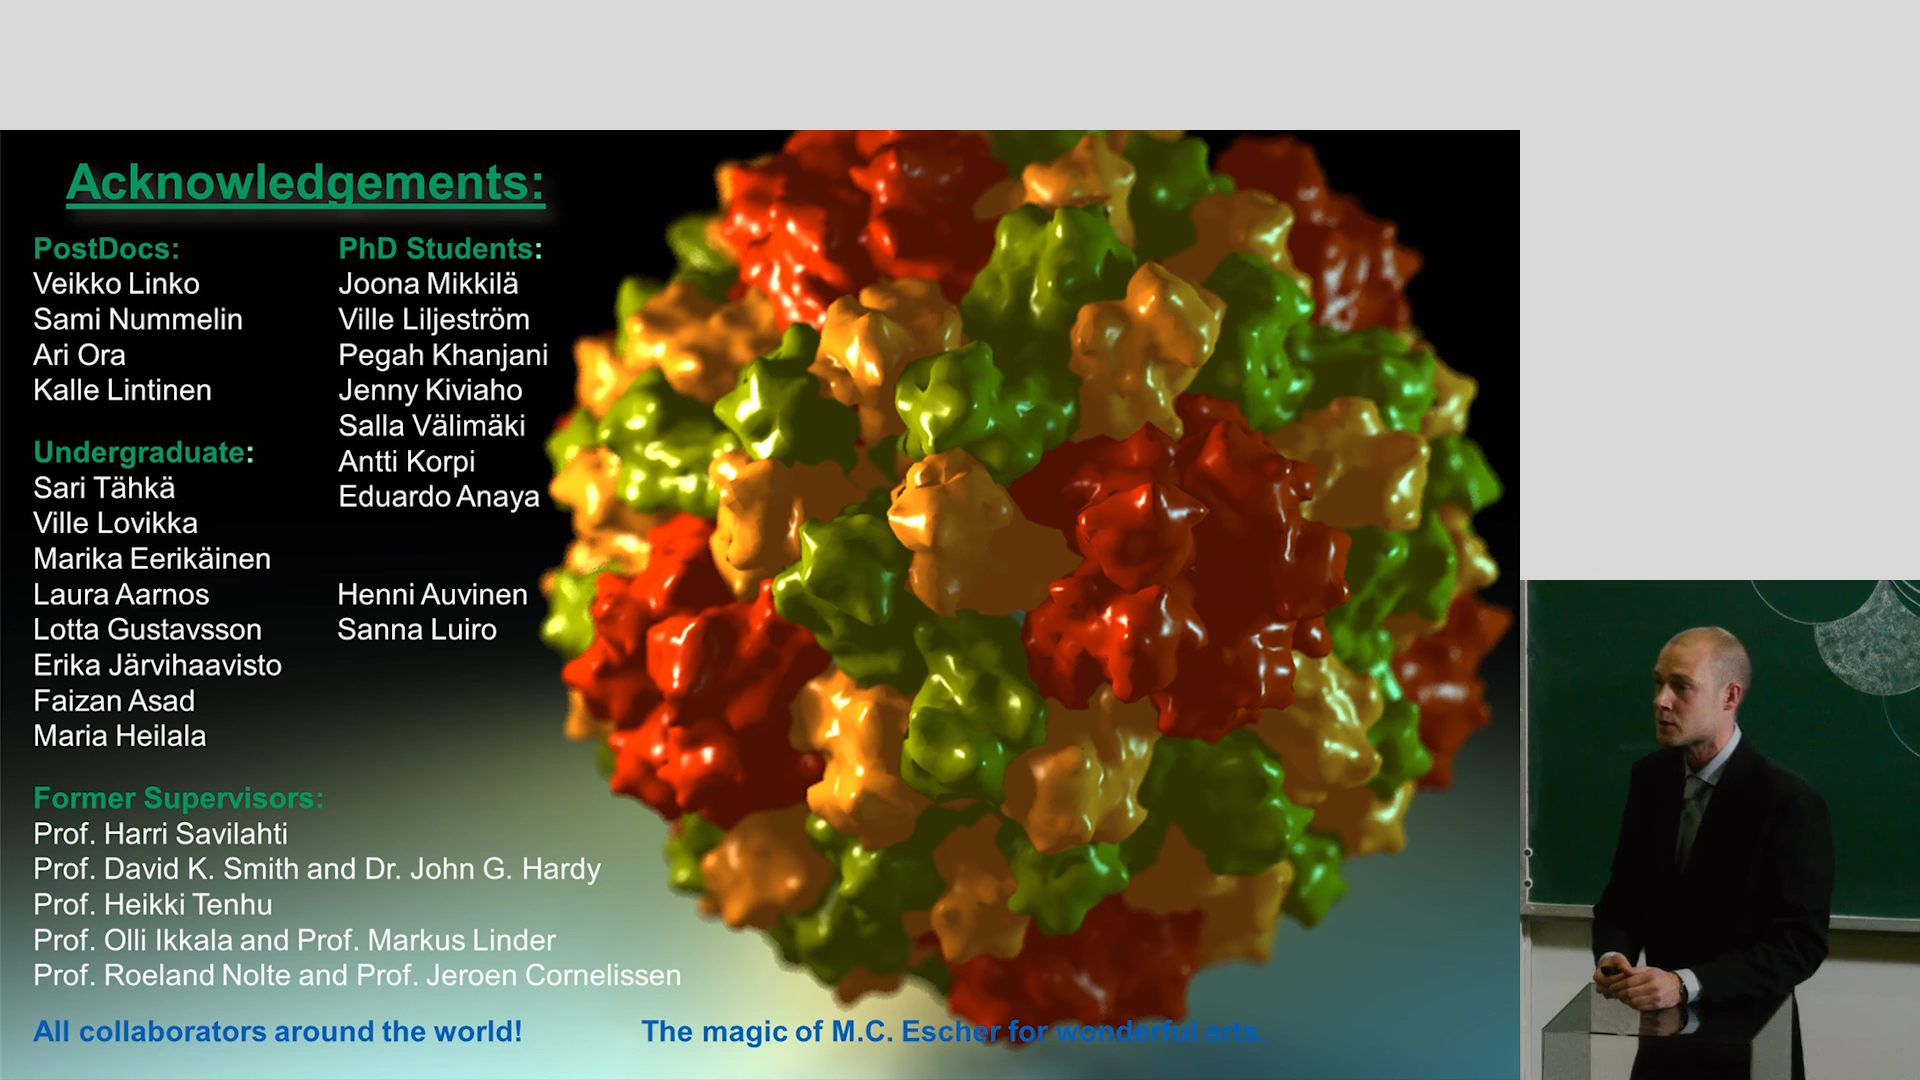 Acknowledgements:
PostDocs:
Veikko Linko
Sami Nummelin
Ari Ora
Kalle Lintinen
Undergraduate:
Sari Tähkä
Ville Lovikka
Marika Eerikäinen
Laura Aarnos
Lotta Gustavsson
Erika Järvihaavisto
Faizan Asad
Maria Heilala
PhD Students:
Joona Mikkilä
Ville Liljeström
Pegah Khanjani
Jenny Kiviaho
Salla Välimäki
Antti Korpi
Eduardo Anaya
Henni Auvinen
Sanna Luiro
Former Supervisors:
Prof. Harri Savilahti
Prof. David K. Smith and Dr. John G. Hardy
Prof. Heikki Tenhu
Prof. Olli Ikkala and Prof. Markus Linder
Prof. Roeland Nolte and Prof. Jeroen Cornelissen
All collaborators around the world!
The magic of M.C. Escher for wonderful arts.